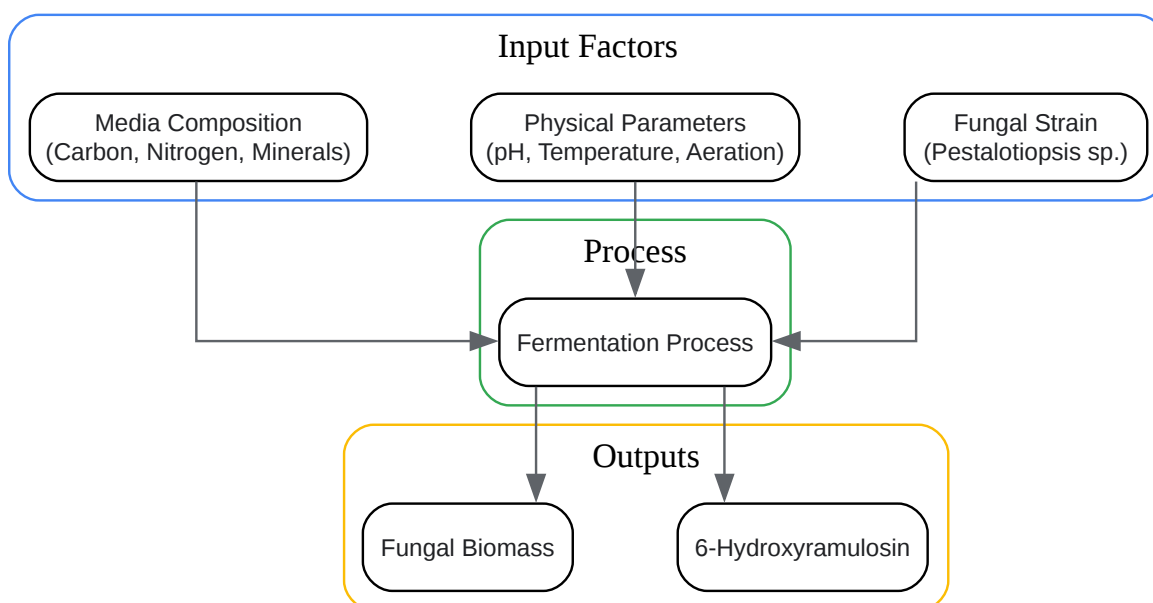 Input Factors
Media Composition
(Carbon, Nitrogen, Minerals)
Physical Parameters
(pH, Temperature, Aeration)
Fungal Strain
(Pestalotiopsis sp.)
Process
Fermentation Process
Outputs
Fungal Biomass
6-Hydroxyramulosin